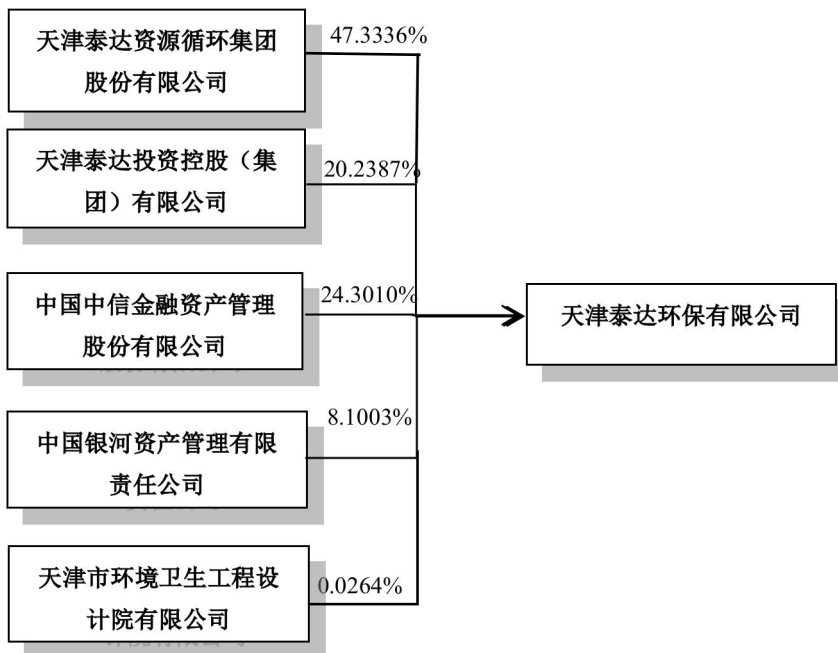 天津泰达资源循环集团
股份有限公司
47.3336%
天津泰达投资控股（集
团）有限公司
20.2387%
中国中信金融资产管理
股份有限公司
24.3010%
天津泰达环保有限公司
中国银河资产管理有限
责任公司
8.1003%
天津市环境卫生工程设
计院有限公司
0.0264%